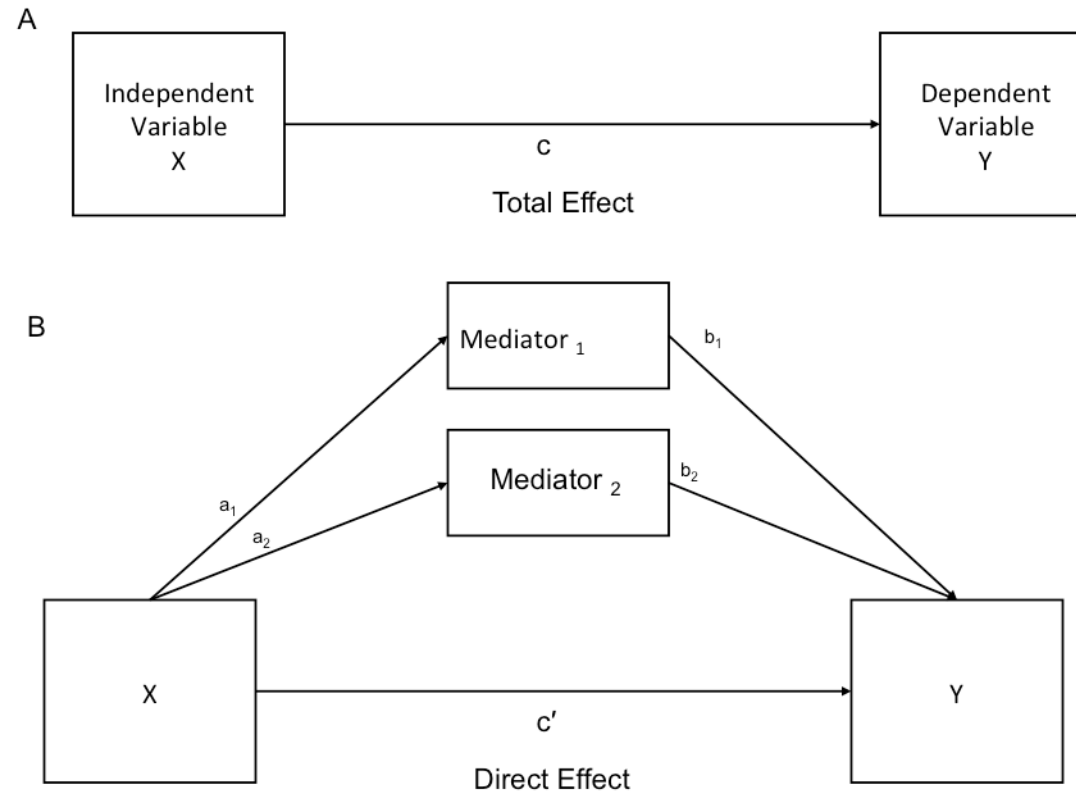 A
Independent
Variable
X
Dependent
Variable
Y
c
Total Effect
B
Mediator 1
b1
Mediator 2
b2
a1
a2
X
Y
c′
Direct Effect